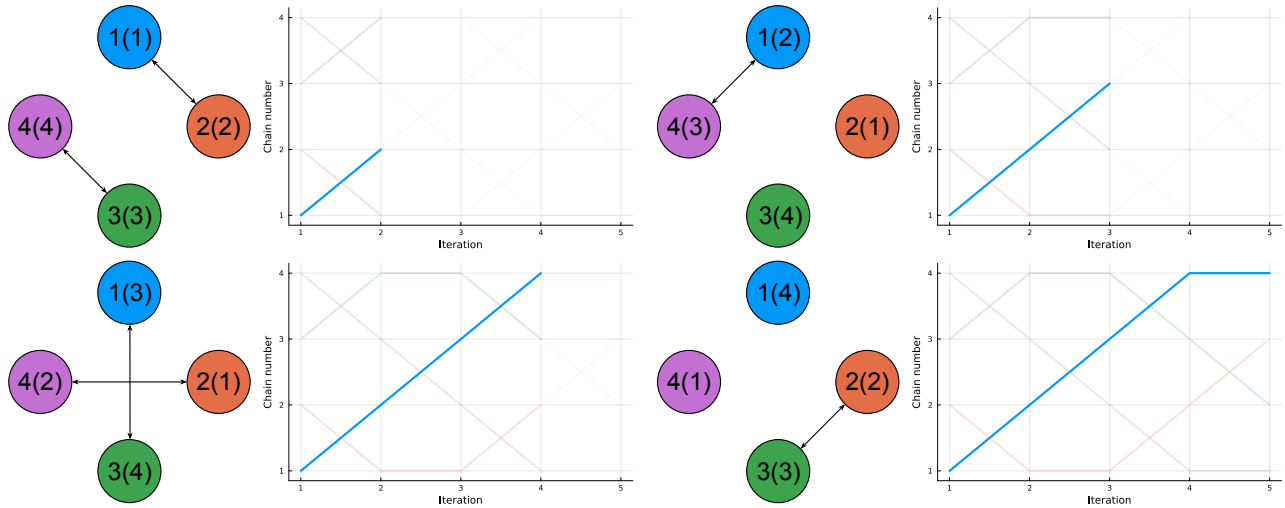 1(1)
4(4)
2(2)
3(3)
4
3
2
1
Chain number
1 2 3 4 5
Iteration
1(2)
4(3)
2(1)
3(4)
4
3
2
1
Chain number
1 2 3 4 5
Iteration
1(3)
4(2)
2(1)
3(4)
4
3
2
1
Chain number
1 2 3 4 5
Iteration
1(4)
4(1)
2(2)
3(3)
4
3
2
1
Chain number
1 2 3 4 5
Iteration